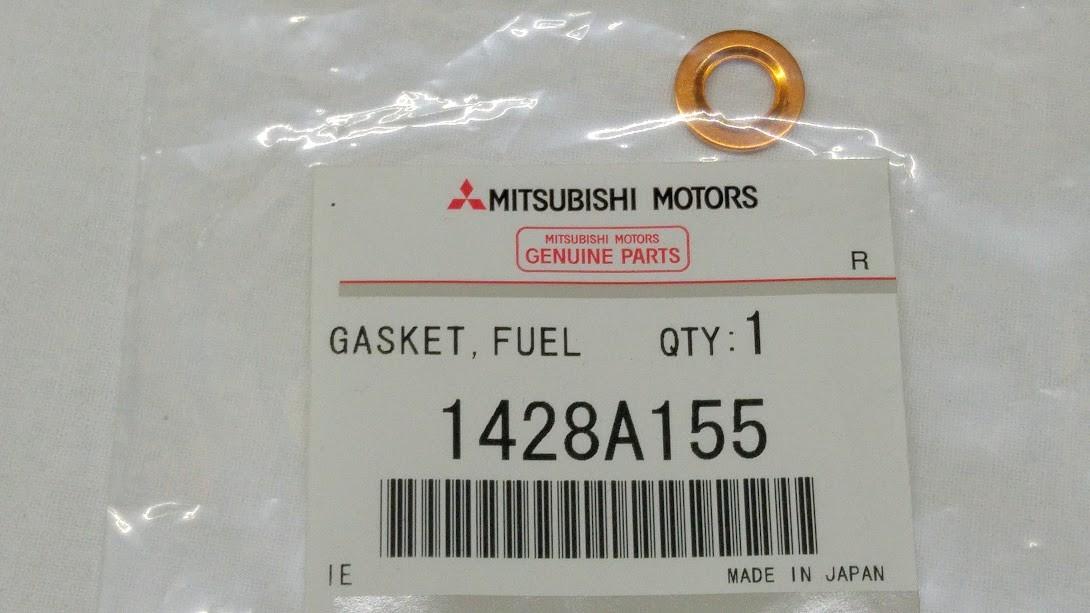 MITSUBISHI MOTORS
MITSUBISHI MOTORS
GENUINE PARTS
R
GASKET, FUEL QTY: 1
1428A155
IE MADE IN JAPAN